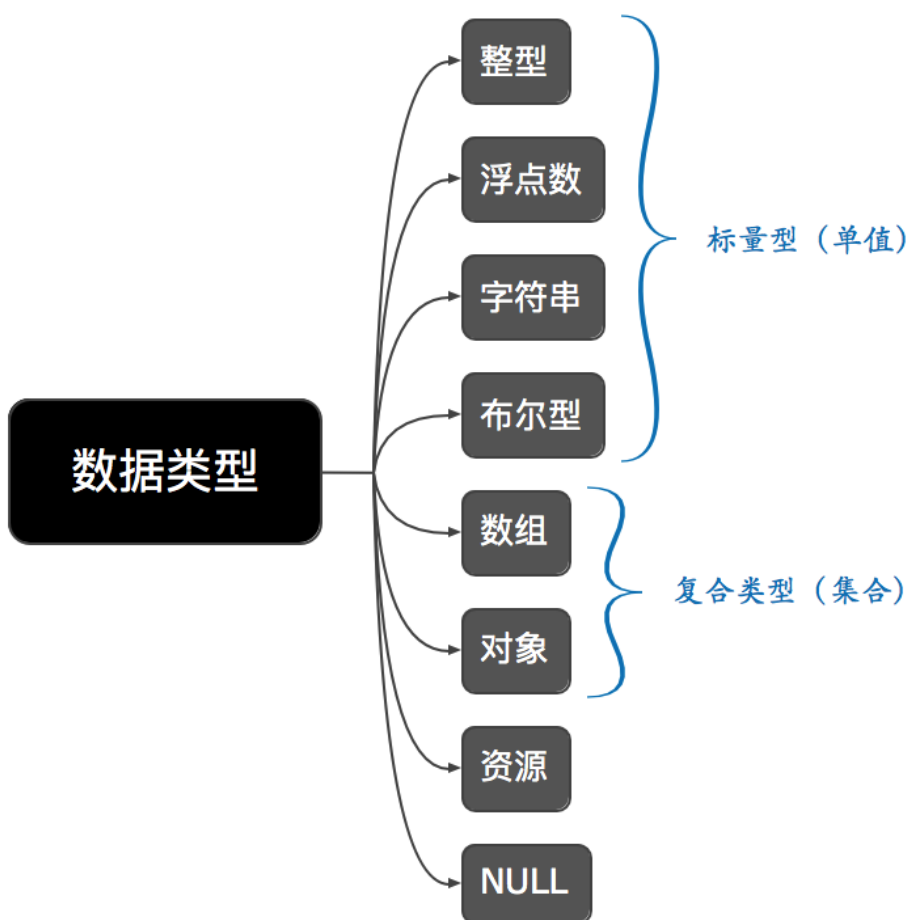 整型
浮点数
标量型（单值）
字符串
布尔型
数据类型
数组
复合类型（集合）
对象
资源
NULL